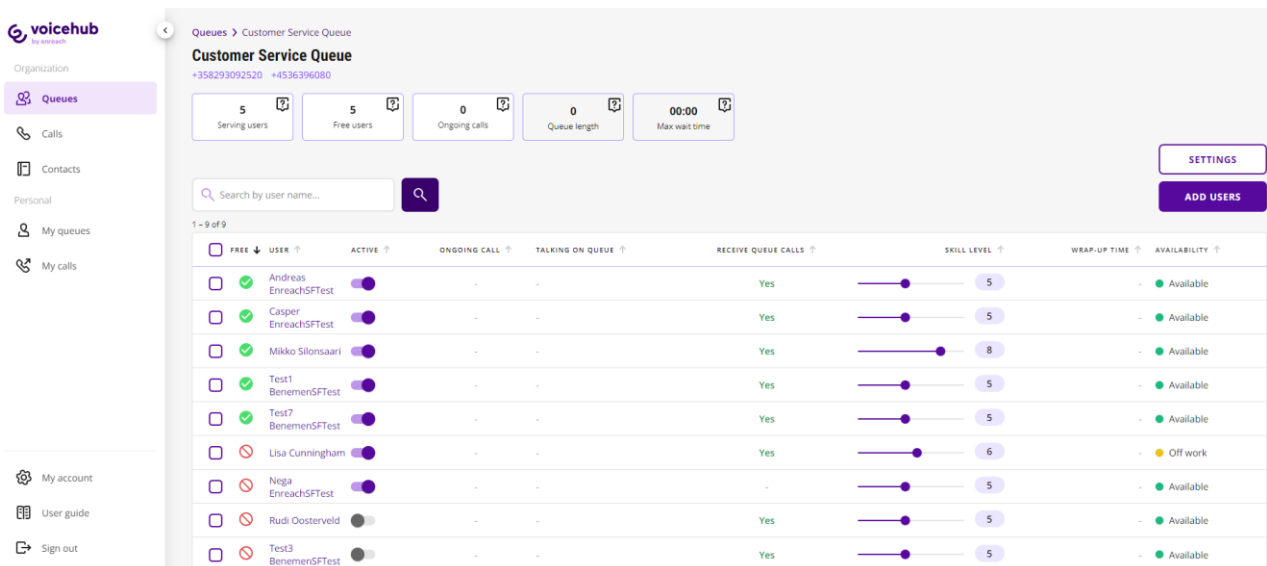 voicehub
by enreach
Organization
Queues
Calls
Contacts
Personal
My queues
My calls
My account
User guide
Sign out
Queues > Customer Service Queue
Customer Service Queue
+358293092520 +4536396080
5
Serving users
5
Free users
0
Ongoing calls
0
Queue length
00:00
Max wait time
SETTINGS
ADD USERS
Search by user name...
1 – 9 of 9
FREE USER ACTIVE ONGOING CALL TALKING ON QUEUE RECEIVE QUEUE CALLS SKILL LEVEL WRAP-UP TIME AVAILABILITY
Andreas
EnreachSFTest - - Yes 5 - Available
Casper
EnreachSFTest - - Yes 5 - Available
Mikko Silonsaari - - Yes 8 - Available
Test1
BenemenSFTest - - Yes 5 - Available
Test7
BenemenSFTest - - Yes 5 - Available
Lisa Cunningham - - Yes 6 - Off work
Nega
EnreachSFTest - - - 5 - Available
Rudi Oosterveld - - Yes 5 - Available
Test3
BenemenSFTest - - Yes 5 - Available